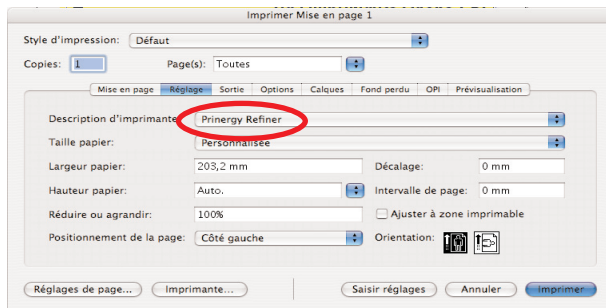 Imprimer Mise en page 1
Style d'impression: Défaut
Copies: 1 Page(s): Toutes
Mise en page Réglage Sortie Options Calques Fond perdu OPI Prévisualisation
Description d'imprimante Prinergy Refiner
Taille papier: Personnalisée
Largeur papier: 203,2 mm Décalage: 0 mm
Hauteur papier: Auto. Intervalle de page: 0 mm
Réduire ou agrandir: 100% Ajuster à zone imprimable
Positionnement de la page: Côté gauche Orientation:
Réglages de page... Imprimante... Saisir réglages Annuler Imprimer